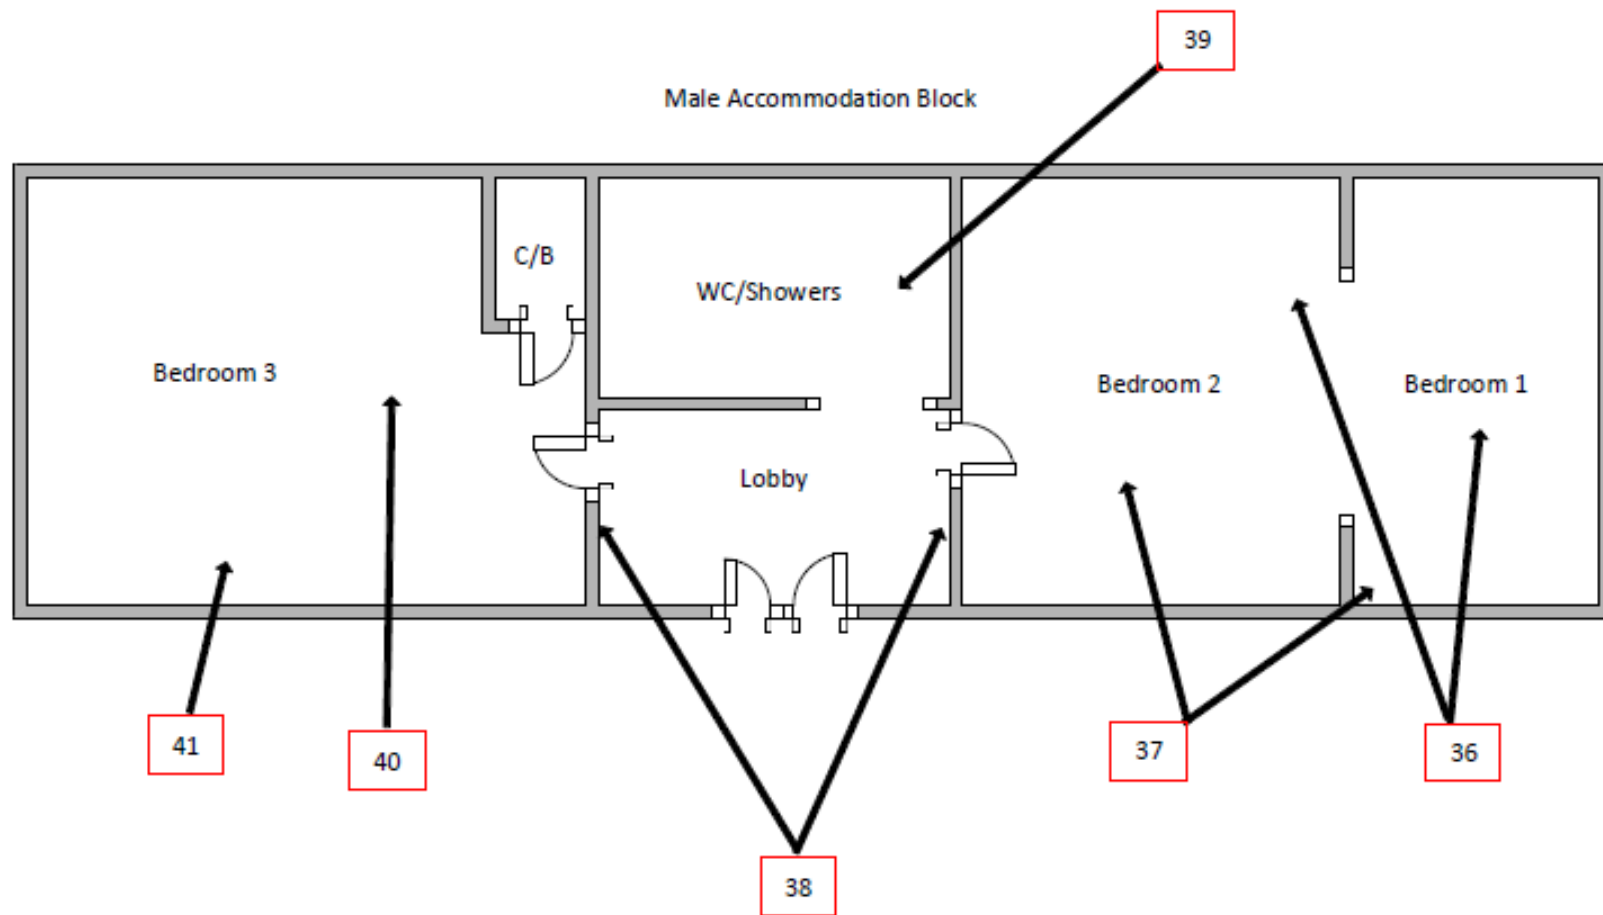 39
Male Accommodation Block
C/B
WC/Showers
Bedroom 3
Bedroom 2
Bedroom 1
Lobby
41
40
37
36
38